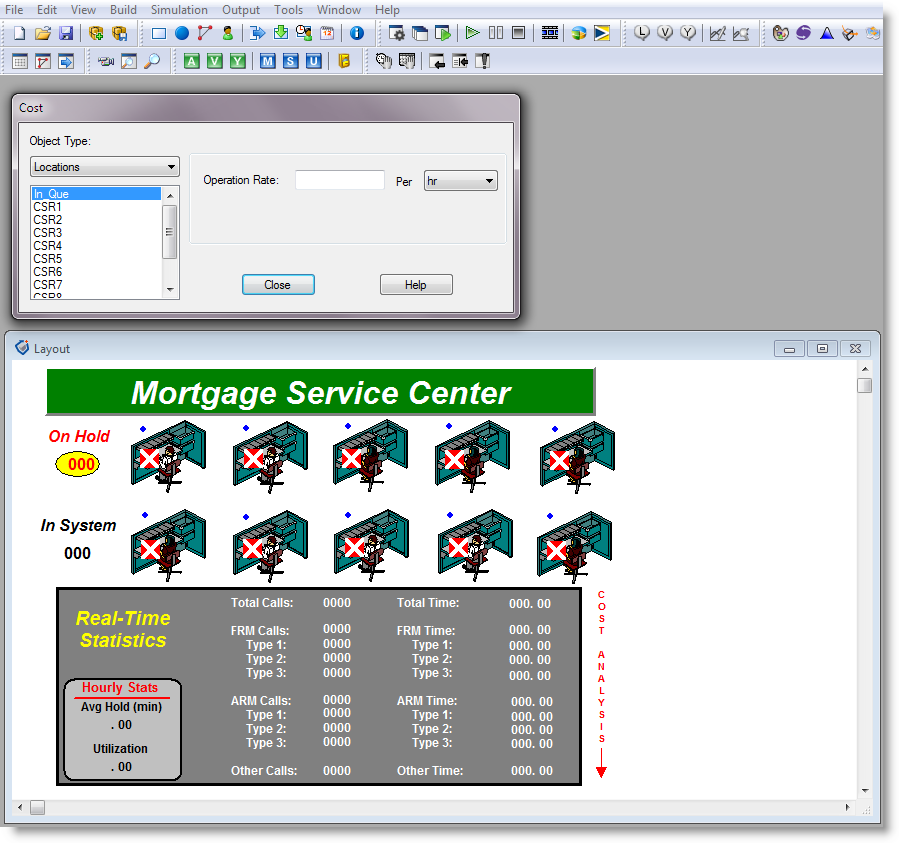 File Edit View Build Simulation Output Tools Window Help
L V Y
A V Y M S U
Cost
Object Type:
Locations
Operation Rate: Per hr
In_Que
CSR1
CSR2
CSR3
CSR4
CSR5
CSR6
CSR7
CSR8
Close Help
Layout
Mortgage Service Center
On Hold
000
In System
000
Real-Time
Statistics
Hourly Stats
Avg Hold (min)
. 00
Utilization
. 00
Total Calls: 0000 Total Time: 000. 00
FRM Calls: 0000 FRM Time: 000. 00
Type 1: 0000 Type 1: 000. 00
Type 2: 0000 Type 2: 000. 00
Type 3: 0000 Type 3: 000. 00
ARM Calls: 0000 ARM Time: 000. 00
Type 1: 0000 Type 1: 000. 00
Type 2: 0000 Type 2: 000. 00
Type 3: 0000 Type 3: 000. 00
Other Calls: 0000 Other Time: 000. 00
COST ANALYSIS